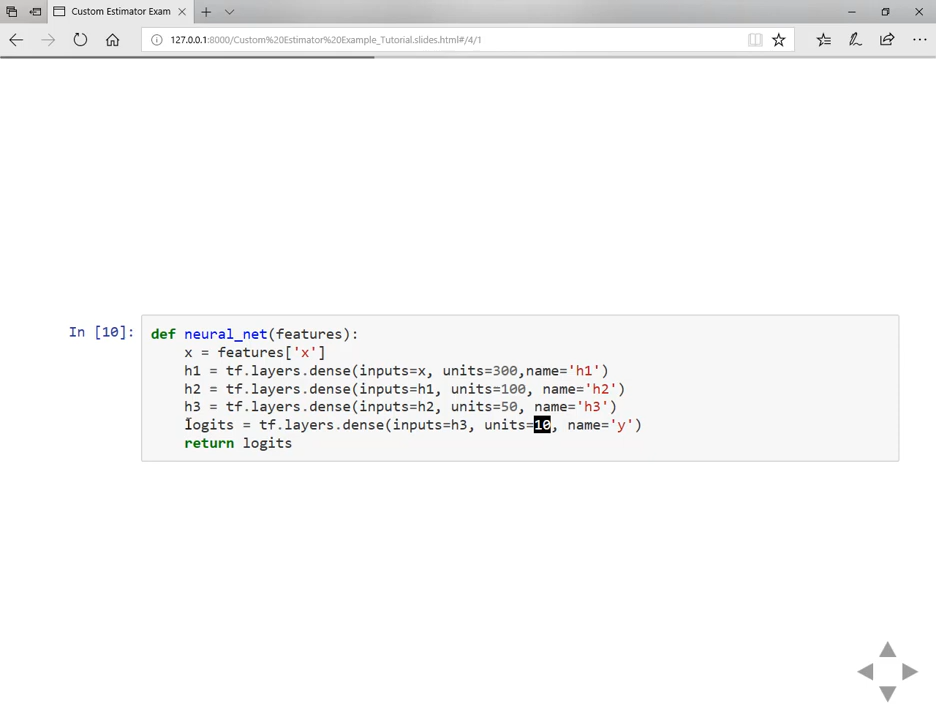 Custom Estimator Exam
127.0.0.1:8000/Custom%20Estimator%20Example_Tutorial.slides.html#/4/1
In [10]:
def neural_net(features):
x = features['x']
h1 = tf.layers.dense(inputs=x, units=300,name='h1')
h2 = tf.layers.dense(inputs=h1, units=100, name='h2')
h3 = tf.layers.dense(inputs=h2, units=50, name='h3')
logits = tf.layers.dense(inputs=h3, units=10, name='y')
return logits